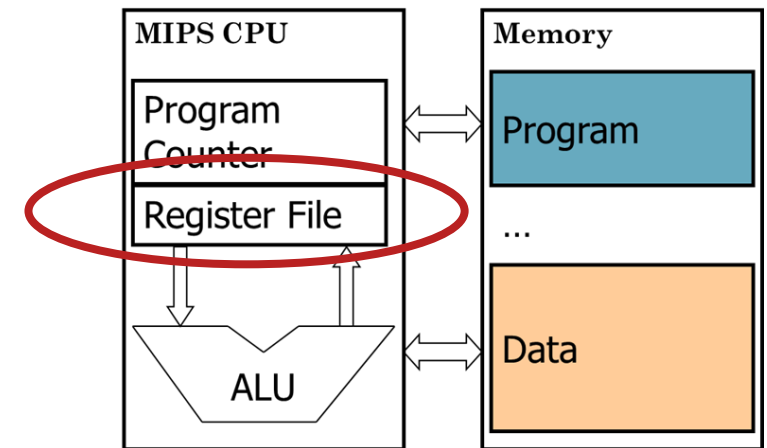 MIPS CPU
Program
Counter
Register File
ALU
Memory
Program
...
Data